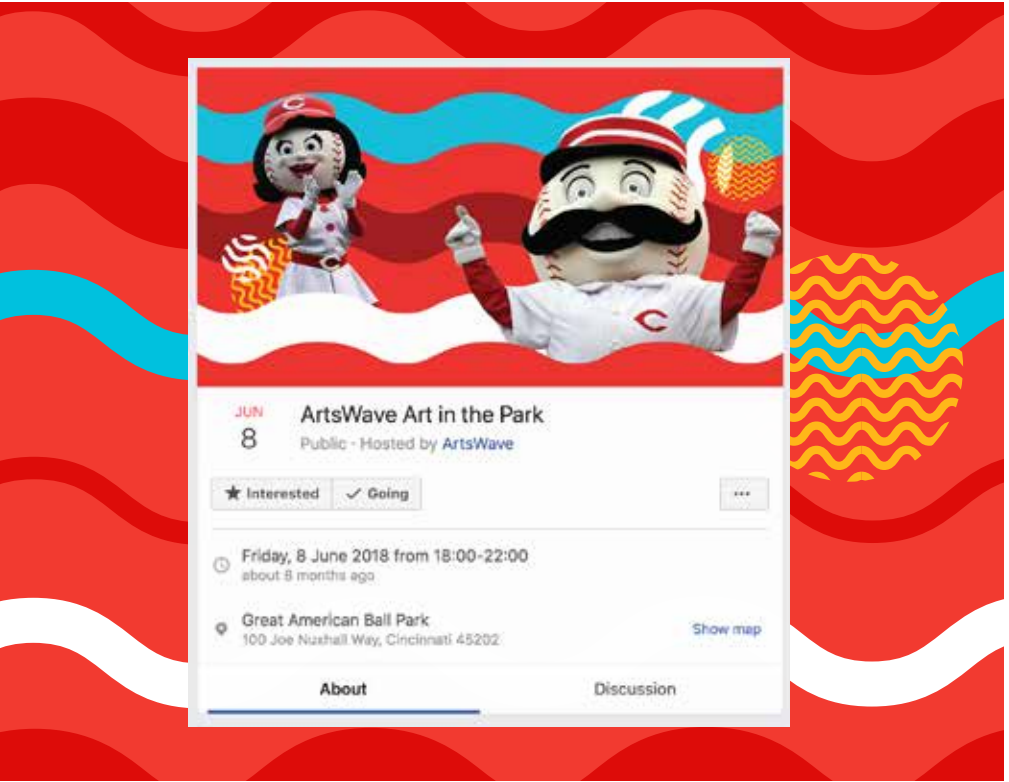 C
C
C
JUN
8
ArtsWave Art in the Park
Public - Hosted by ArtsWave
Interested
Going
...
Friday, 8 June 2018 from 18:00-22:00
about 8 months ago
Great American Ball Park
100 Joe Nuxhall Way, Cincinnati 45202
Show map
About
Discussion